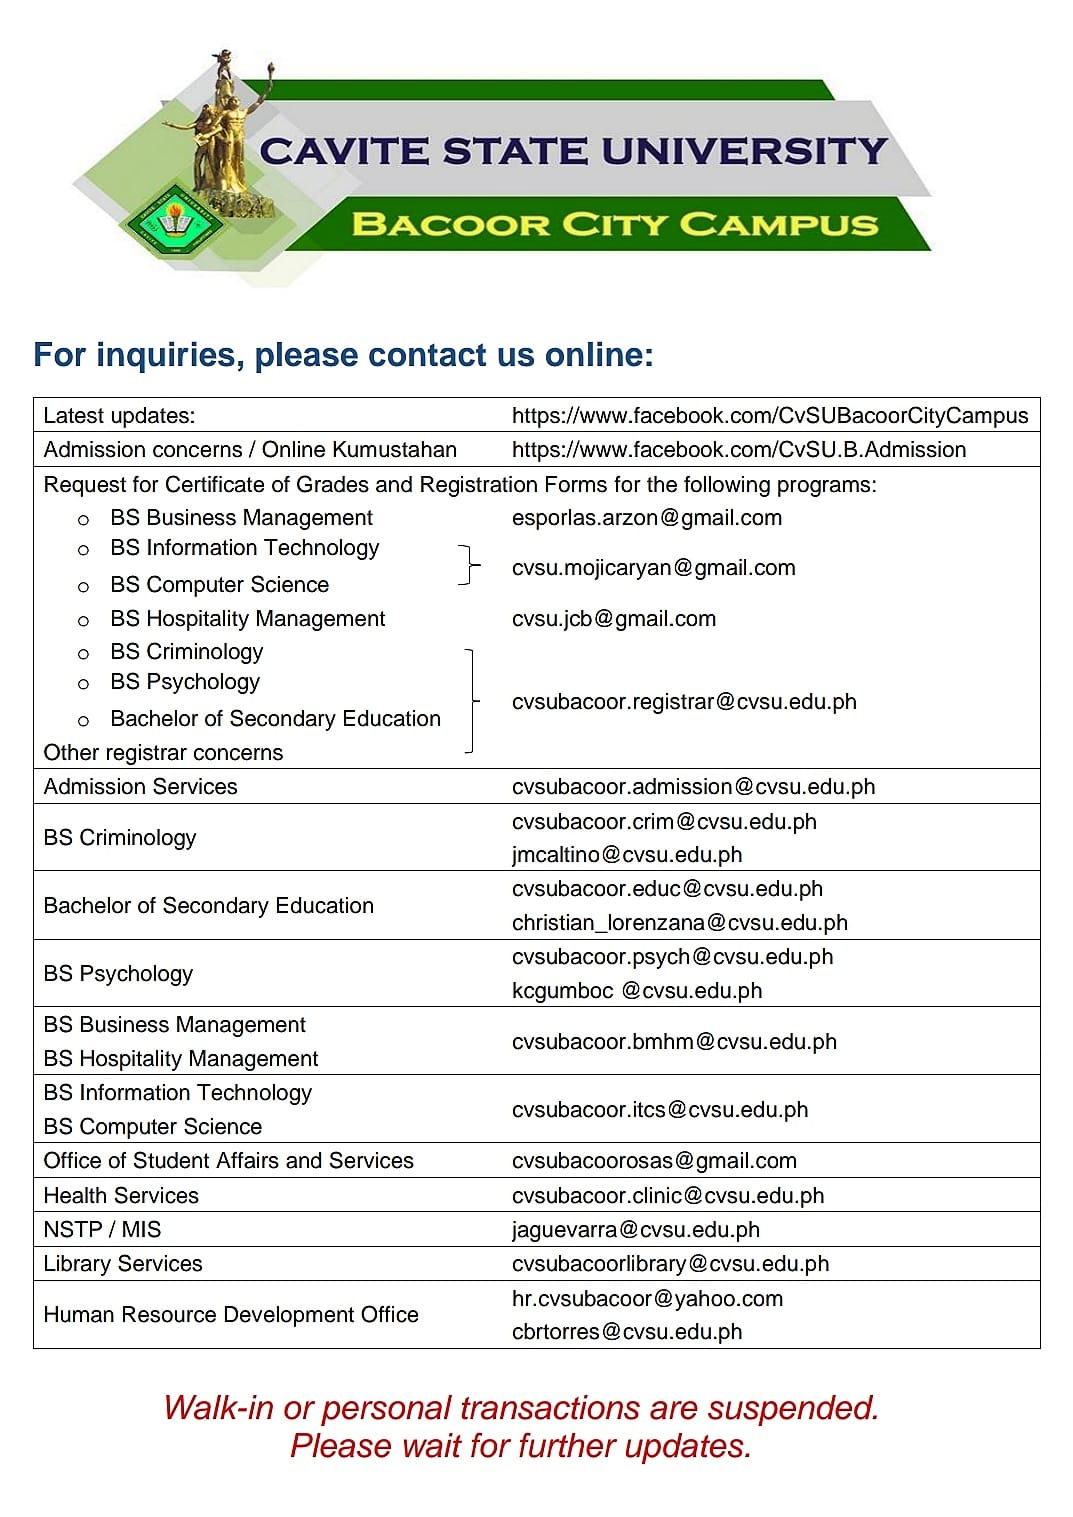 CAVITE STATE UNIVERSITY
BACOOR CITY CAMPUS
For inquiries, please contact us online:
Latest updates: https://www.facebook.com/CvSUBacoorCityCampus
Admission concerns / Online Kumustahan https://www.facebook.com/CvSU.B.Admission
Request for Certificate of Grades and Registration Forms for the following programs:
o BS Business Management esporlas.arzon@gmail.com
o BS Information Technology
cvsu.mojicaryan@gmail.com
o BS Computer Science
o BS Hospitality Management cvsu.jcb@gmail.com
o BS Criminology
o BS Psychology
cvsubacoor.registrar@cvsu.edu.ph
o Bachelor of Secondary Education
Other registrar concerns
Admission Services cvsubacoor.admission@cvsu.edu.ph
BS Criminology
cvsubacoor.crim@cvsu.edu.ph
jmcaltino@cvsu.edu.ph
Bachelor of Secondary Education
cvsubacoor.educ@cvsu.edu.ph
christian_lorenzana@cvsu.edu.ph
BS Psychology
cvsubacoor.psych@cvsu.edu.ph
kcgumboc @cvsu.edu.ph
BS Business Management
BS Hospitality Management
cvsubacoor.bmhm@cvsu.edu.ph
BS Information Technology
BS Computer Science
cvsubacoor.itcs@cvsu.edu.ph
Office of Student Affairs and Services cvsubacoorosas@gmail.com
Health Services cvsubacoor.clinic@cvsu.edu.ph
NSTP / MIS jaguevarra@cvsu.edu.ph
Library Services cvsubacoorlibrary@cvsu.edu.ph
Human Resource Development Office
hr.cvsubacoor@yahoo.com
cbrtorres@cvsu.edu.ph
Walk-in or personal transactions are suspended.
Please wait for further updates.